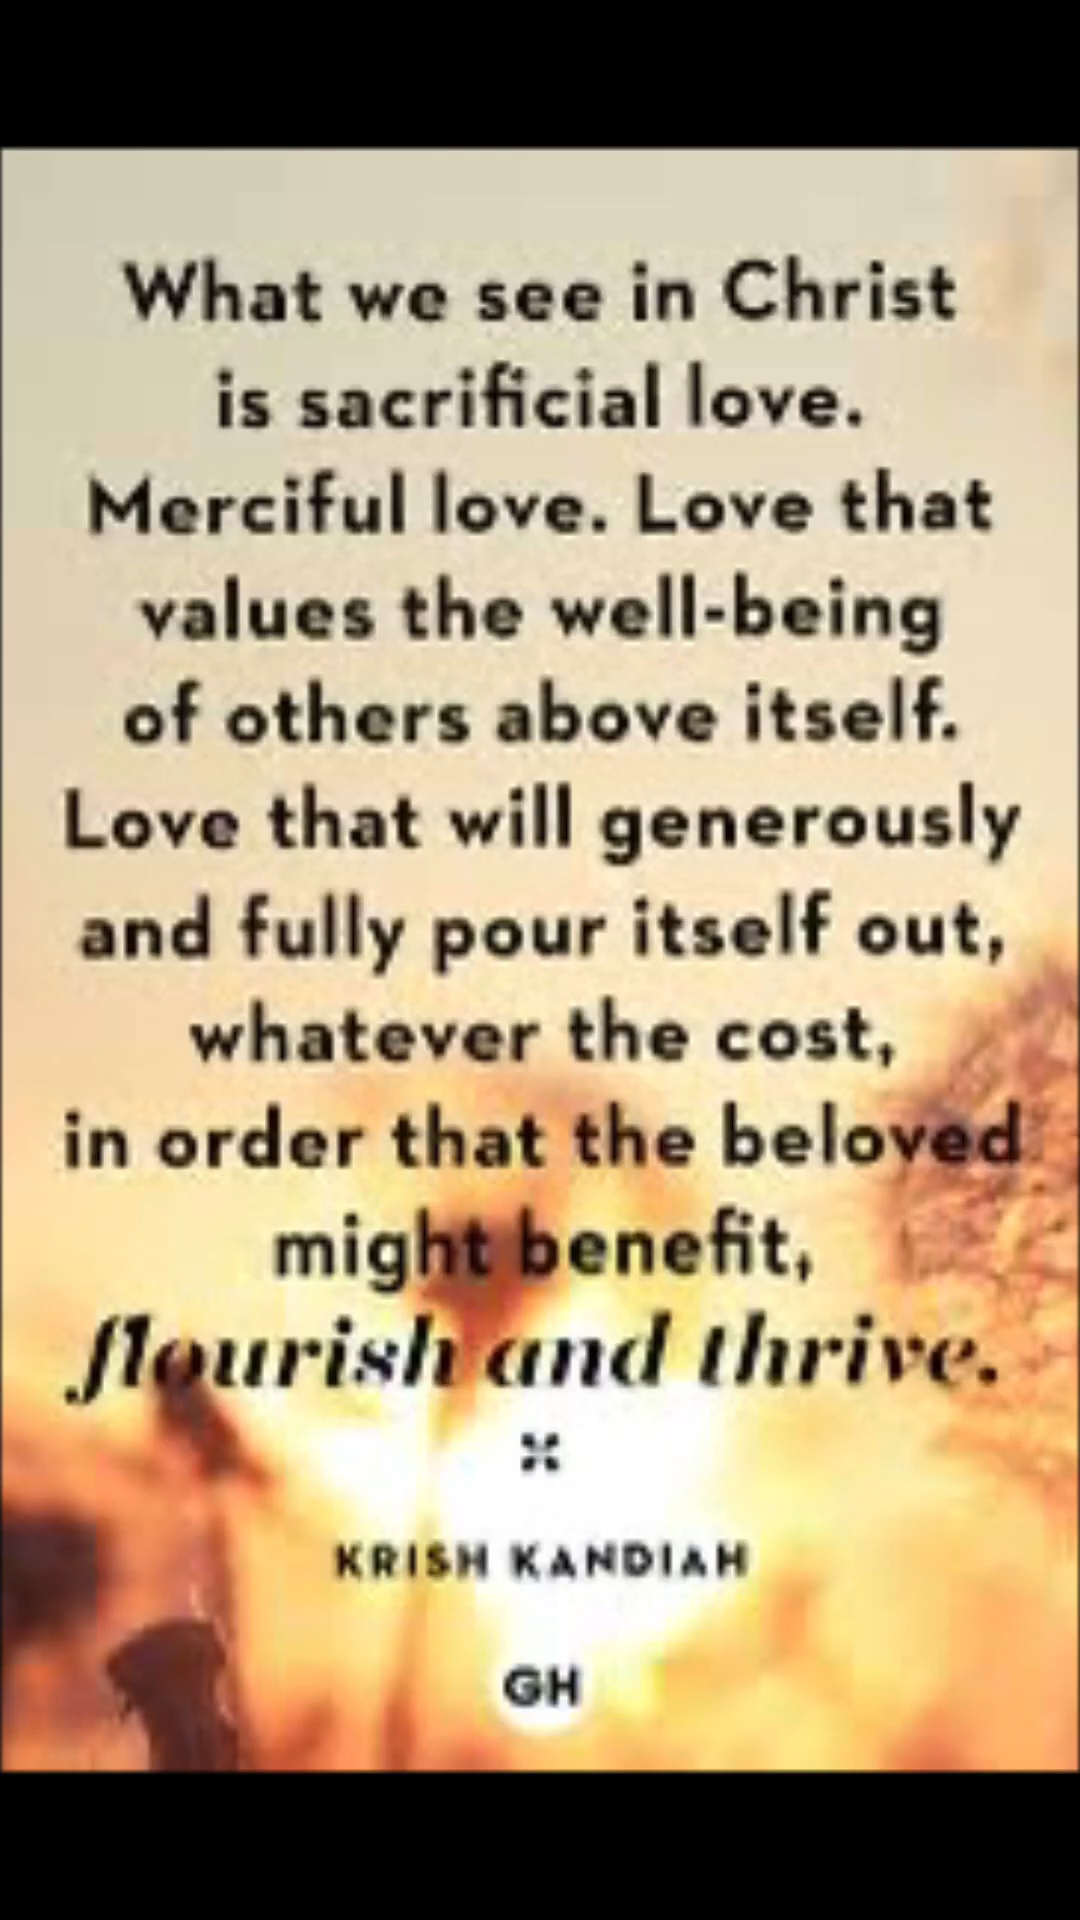 What we see in Christ
is sacrificial love.
Merciful love. Love that
values the well-being
of others above itself.
Love that will generously
and fully pour itself out,
whatever the cost,
in order that the beloved
might benefit,
flourish and thrive.
KRISH KANDIAH
GH